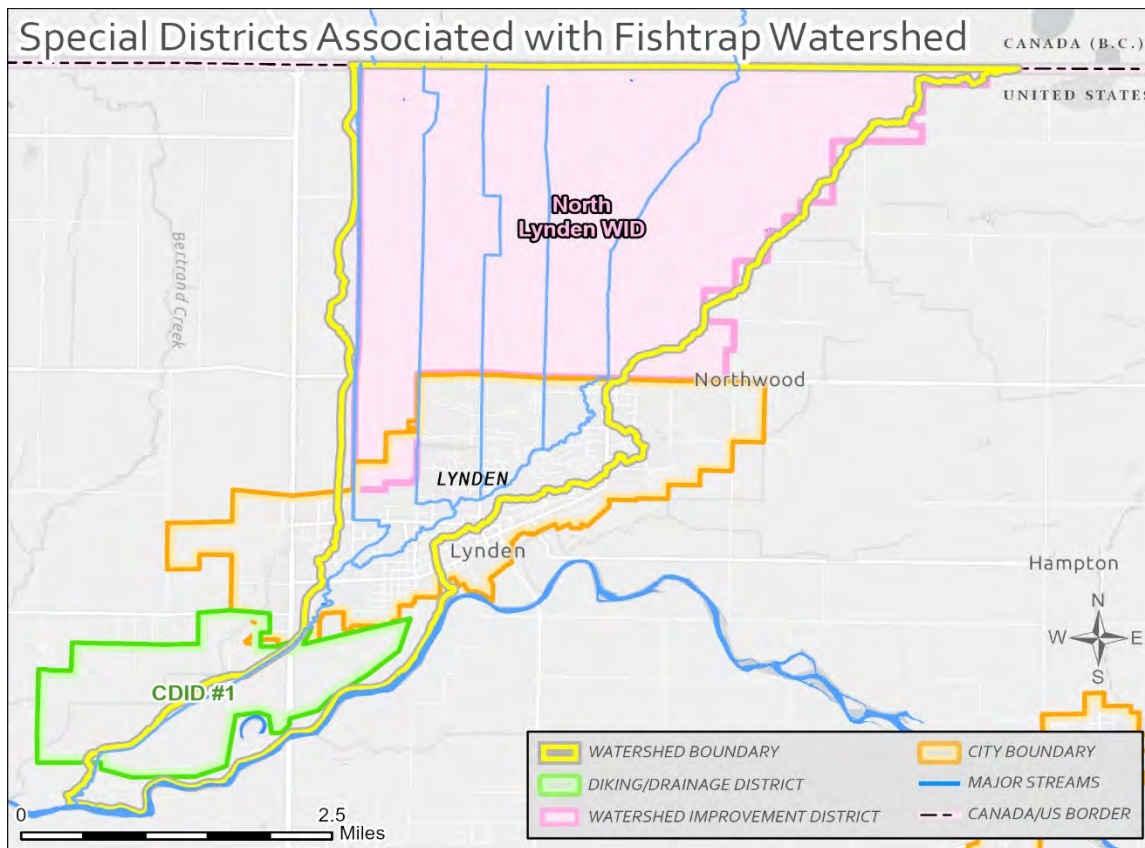 Special Districts Associated with Fishtrap Watershed
CANADA (B.C.)
UNITED STATES
North
Lynden WID
Bertrand Creek
Northwood
LYNDEN
Lynden
Hampton
N
W E
S
CDID #1
WATERSHED BOUNDARY
DIKING/DRAINAGE DISTRICT
WATERSHED IMPROVEMENT DISTRICT
CITY BOUNDARY
MAJOR STREAMS
CANADA/US BORDER
0 2.5
Miles